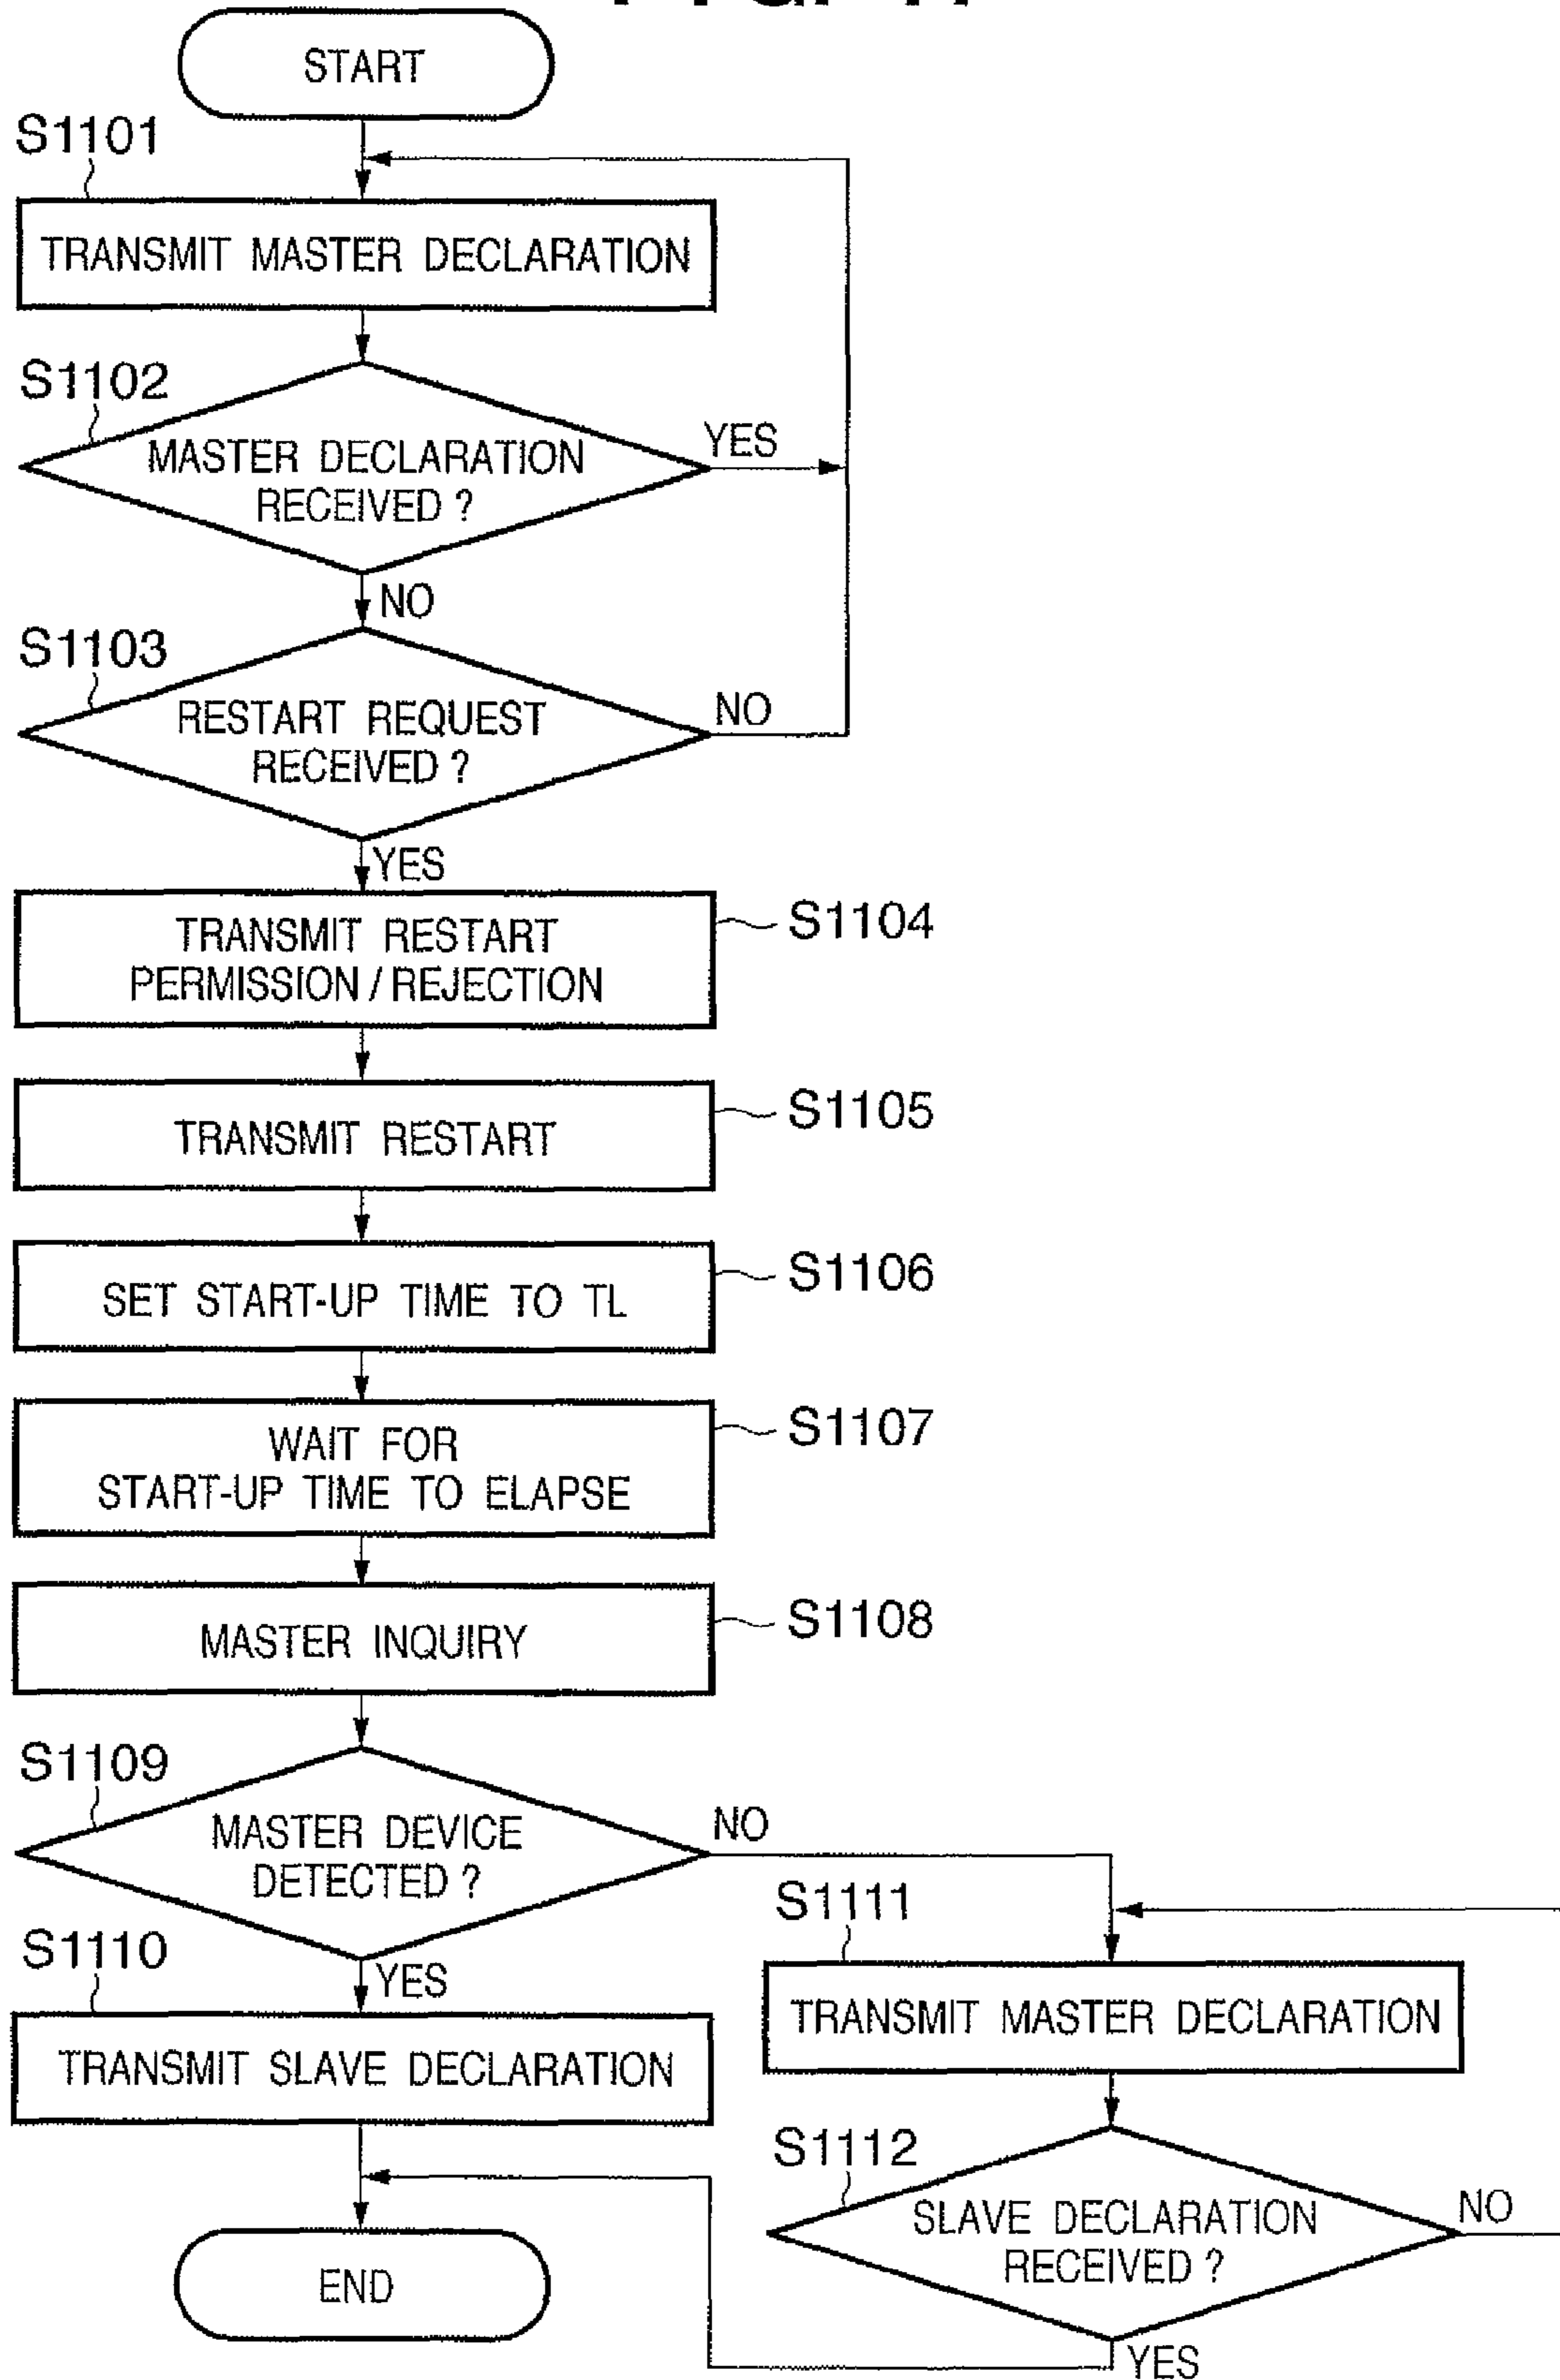 START
S1101
TRANSMIT MASTER DECLARATION
S1102
MASTER DECLARATION
RECEIVED ?
YES
NO
S1103
RESTART REQUEST
RECEIVED ?
NO
YES
TRANSMIT RESTART
PERMISSION / REJECTION
S1104
TRANSMIT RESTART
S1105
SET START-UP TIME TO TL
S1106
WAIT FOR
START-UP TIME TO ELAPSE
S1107
MASTER INQUIRY
S1108
S1109
MASTER DEVICE
DETECTED ?
NO
YES
S1110
TRANSMIT SLAVE DECLARATION
S1111
TRANSMIT MASTER DECLARATION
S1112
SLAVE DECLARATION
RECEIVED ?
NO
YES
END